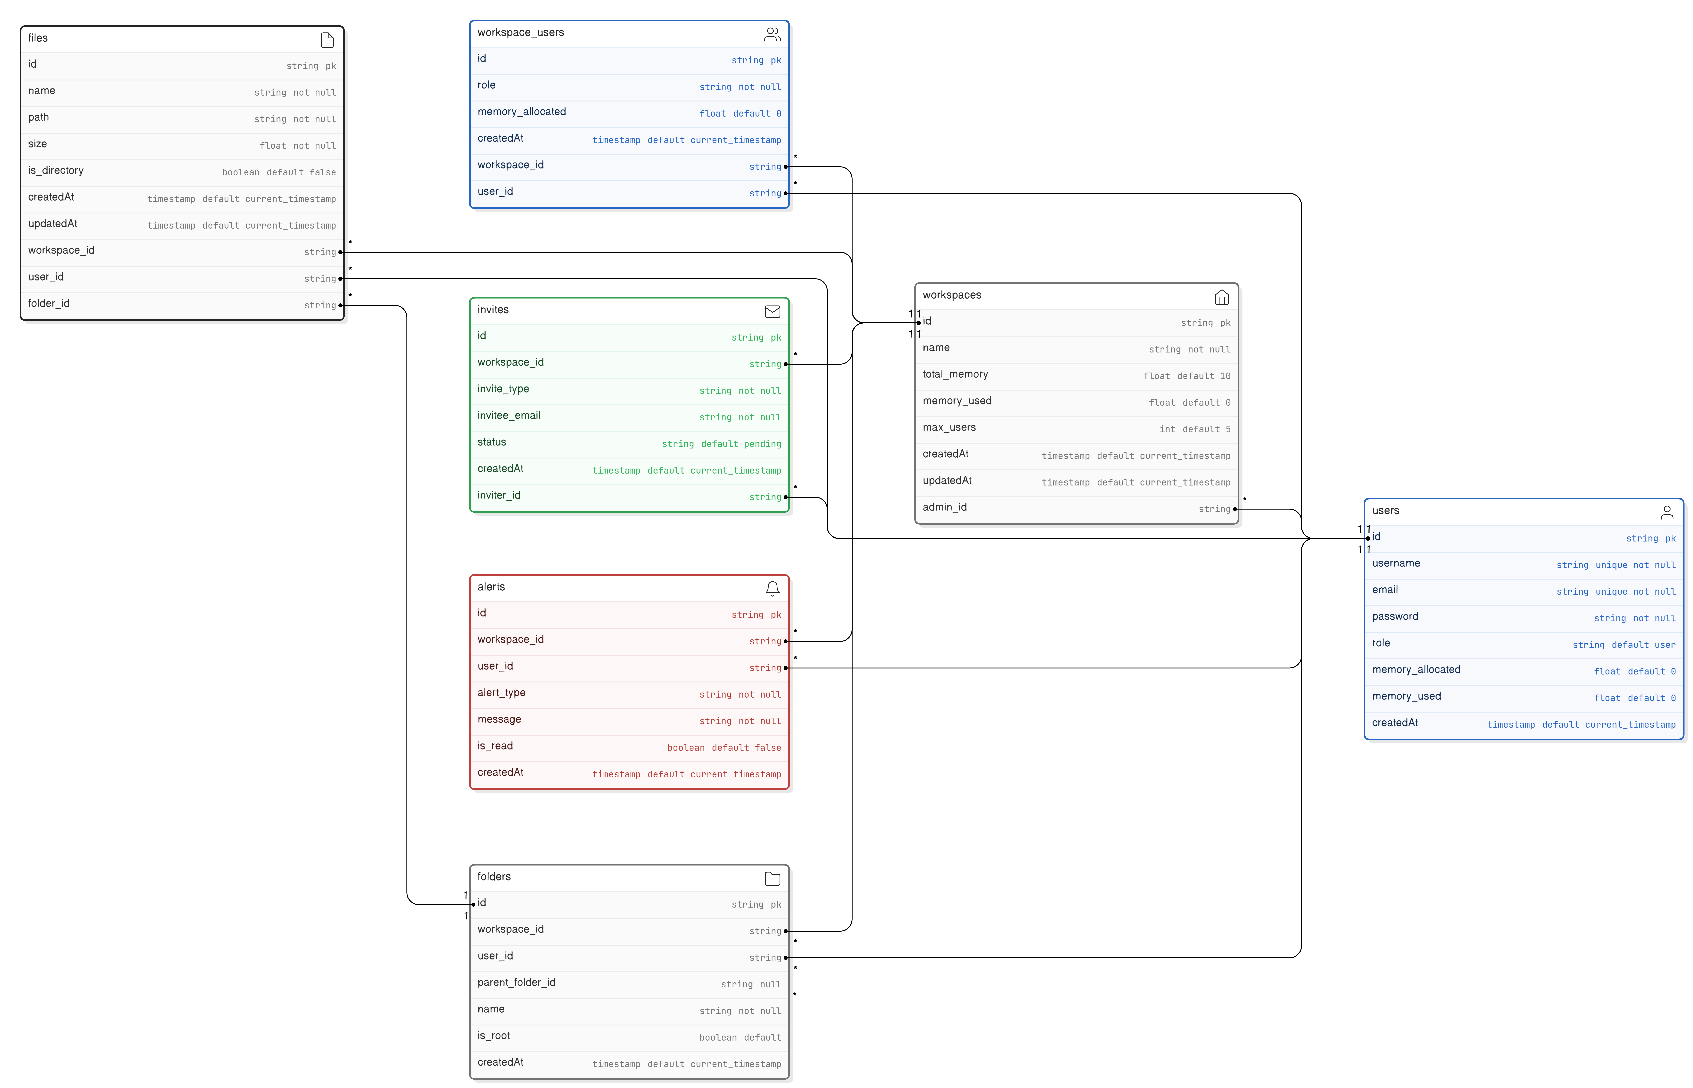 files
id string pk
name string not null
path string not null
size float not null
is_directory boolean default false
createdAt timestamp default current_timestamp
updatedAt timestamp default current_timestamp
workspace_id string *
user_id string *
folder_id string *
workspace_users
id string pk
role string not null
memory_allocated float default 0
createdAt timestamp default current_timestamp
workspace_id string *
user_id string *
invites
id string pk
workspace_id string *
invite_type string not null
invitee_email string not null
status string default pending
createdAt timestamp default current_timestamp
inviter_id string *
aleris
id string pk
workspace_id string *
user_id string *
alert_type string not null
message string not null
is_read boolean default false
createdAt timestamp default current_timestamp
folders
1
id string pk
1
workspace_id string *
user_id string *
parent_folder_id string null *
name string not null
is_root boolean default
createdAt timestamp default current_timestamp
workspaces
1 1
id string pk
1 1
name string not null
total_memory float default 10
memory_used float default 0
max_users int default 5
createdAt timestamp default current_timestamp
updatedAt timestamp default current_timestamp
admin_id string *
users
1 1
id string pk
1 1
username string unique not null
email string unique not null
password string not null
role string default user
memory_allocated float default 0
memory_used float default 0
createdAt timestamp default current_timestamp